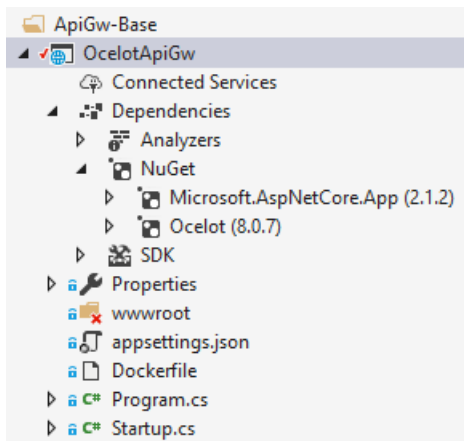 ApiGw-Base
OcelotApiGw
Connected Services
Dependencies
Analyzers
NuGet
Microsoft.AspNetCore.App (2.1.2)
Ocelot (8.0.7)
SDK
Properties
wwwroot
appsettings.json
Dockerfile
C# Program.cs
C# Startup.cs